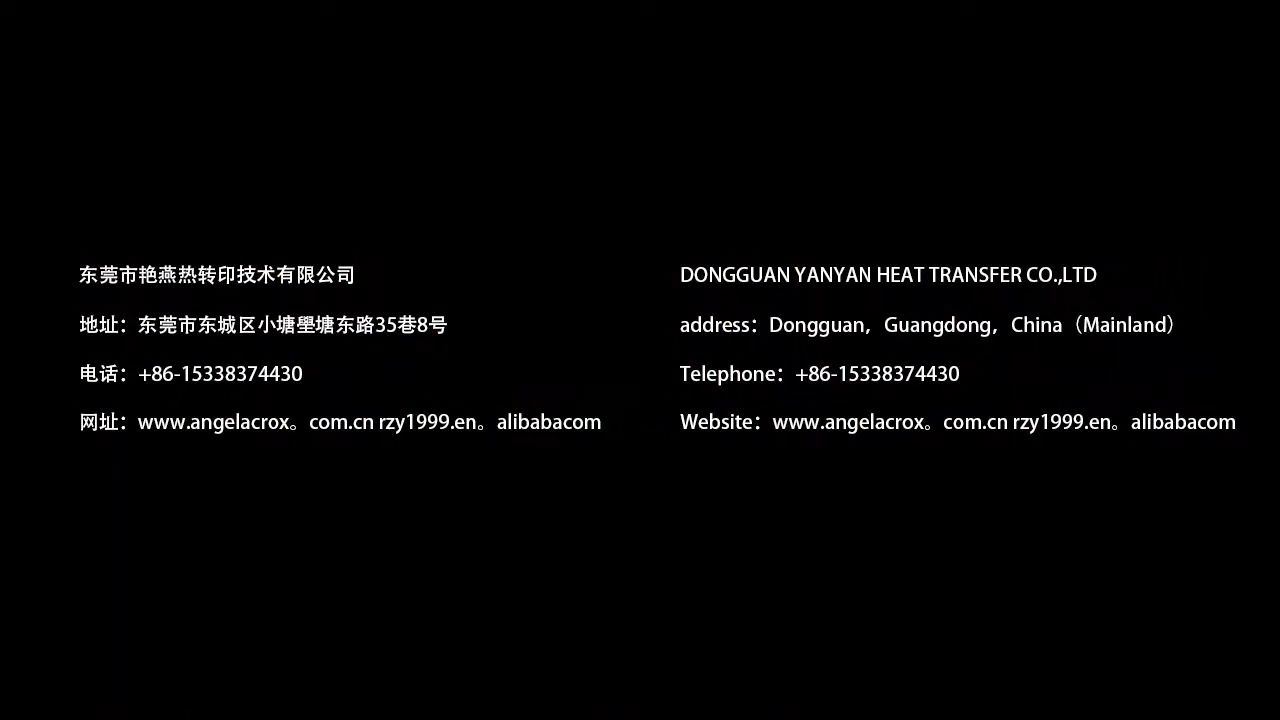 东莞市艳燕热转印技术有限公司
地址：东莞市东城区小塘壆塘东路35巷8号
电话：+86-15338374430
网址：www.angelacrox。com.cn rzy1999.en。alibabacom
DONGGUAN YANYAN HEAT TRANSFER CO.,LTD
address：Dongguan，Guangdong，China（Mainland）
Telephone：+86-15338374430
Website：www.angelacrox。com.cn rzy1999.en。alibabacom